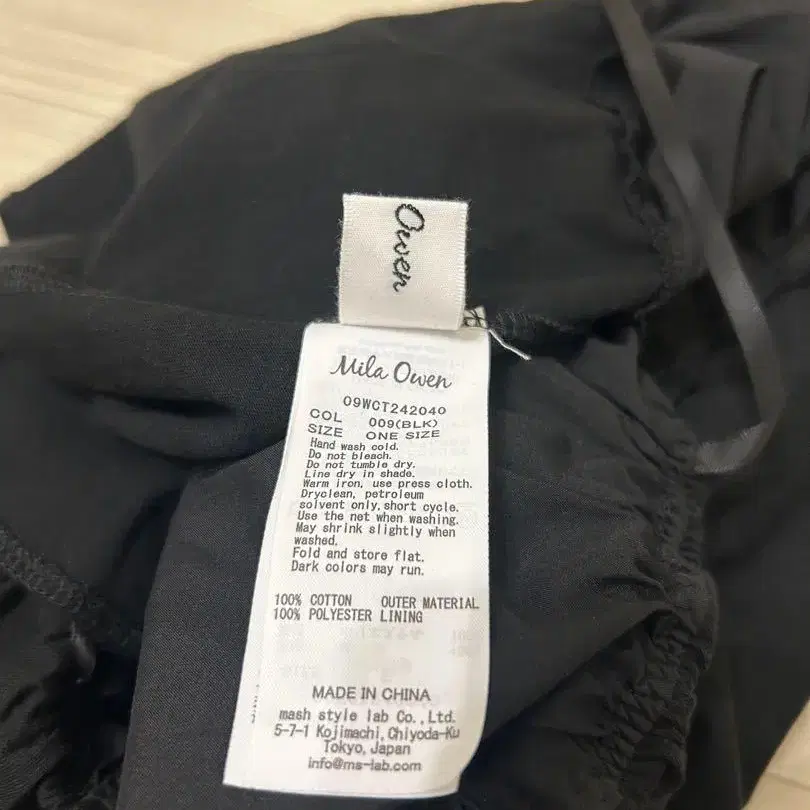 Owen
Mila Owen
09WCT242040
COL 009(BLK)
SIZE ONE SIZE
Hand wash cold.
Do not bleach.
Do not tumble dry.
Line dry in shade.
Warm iron, use press cloth.
Dryclean, petroleum
solvent only,short cycle.
Use the net when washing.
May shrink slightly when
washed.
Fold and store flat.
Dark colors may run.
100% COTTON OUTER MATERIAL
100% POLYESTER LINING
MADE IN CHINA
mash style lab Co.,Ltd.
5-7-1 Kojimachi,Chiyoda-Ku
Tokyo,Japan
info@ms-lab.com